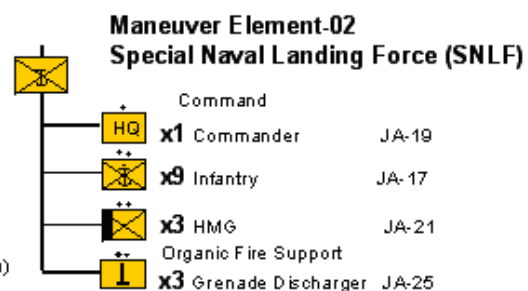 Maneuver Element-02
Special Naval Landing Force (SNLF)
Command
HQ x1 Commander JA-19
x9 Infantry JA-17
x3 HMG JA-21
Organic Fire Support
x3 Grenade Discharger JA-25
)